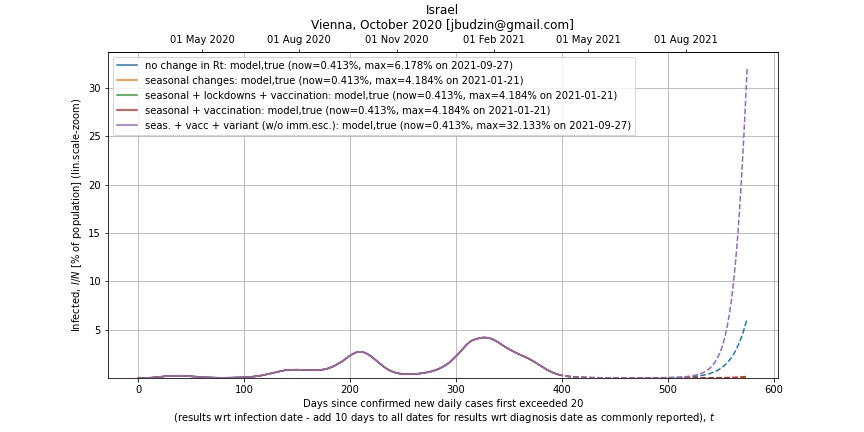 Israel
Vienna, October 2020 [jbudzin@gmail.com]
01 May 2020 01 Aug 2020 01 Nov 2020 01 Feb 2021 01 May 2021 01 Aug 2021
no change in Rt: model,true (now=0.413%, max=6.178% on 2021-09-27)
seasonal changes: model,true (now=0.413%, max=4.184% on 2021-01-21)
seasonal + lockdowns + vaccination: model,true (now=0.413%, max=4.184% on 2021-01-21)
seasonal + vaccination: model,true (now=0.413%, max=4.184% on 2021-01-21)
seas. + vacc + variant (w/o imm.esc.): model,true (now=0.413%, max=32.133% on 2021-09-27)
Infected, I/N [% of population] (lin.scale-zoom)
30
25
20
15
10
5
0 100 200 300 400 500 600
Days since confirmed new daily cases first exceeded 20
(results wrt infection date - add 10 days to all dates for results wrt diagnosis date as commonly reported), t